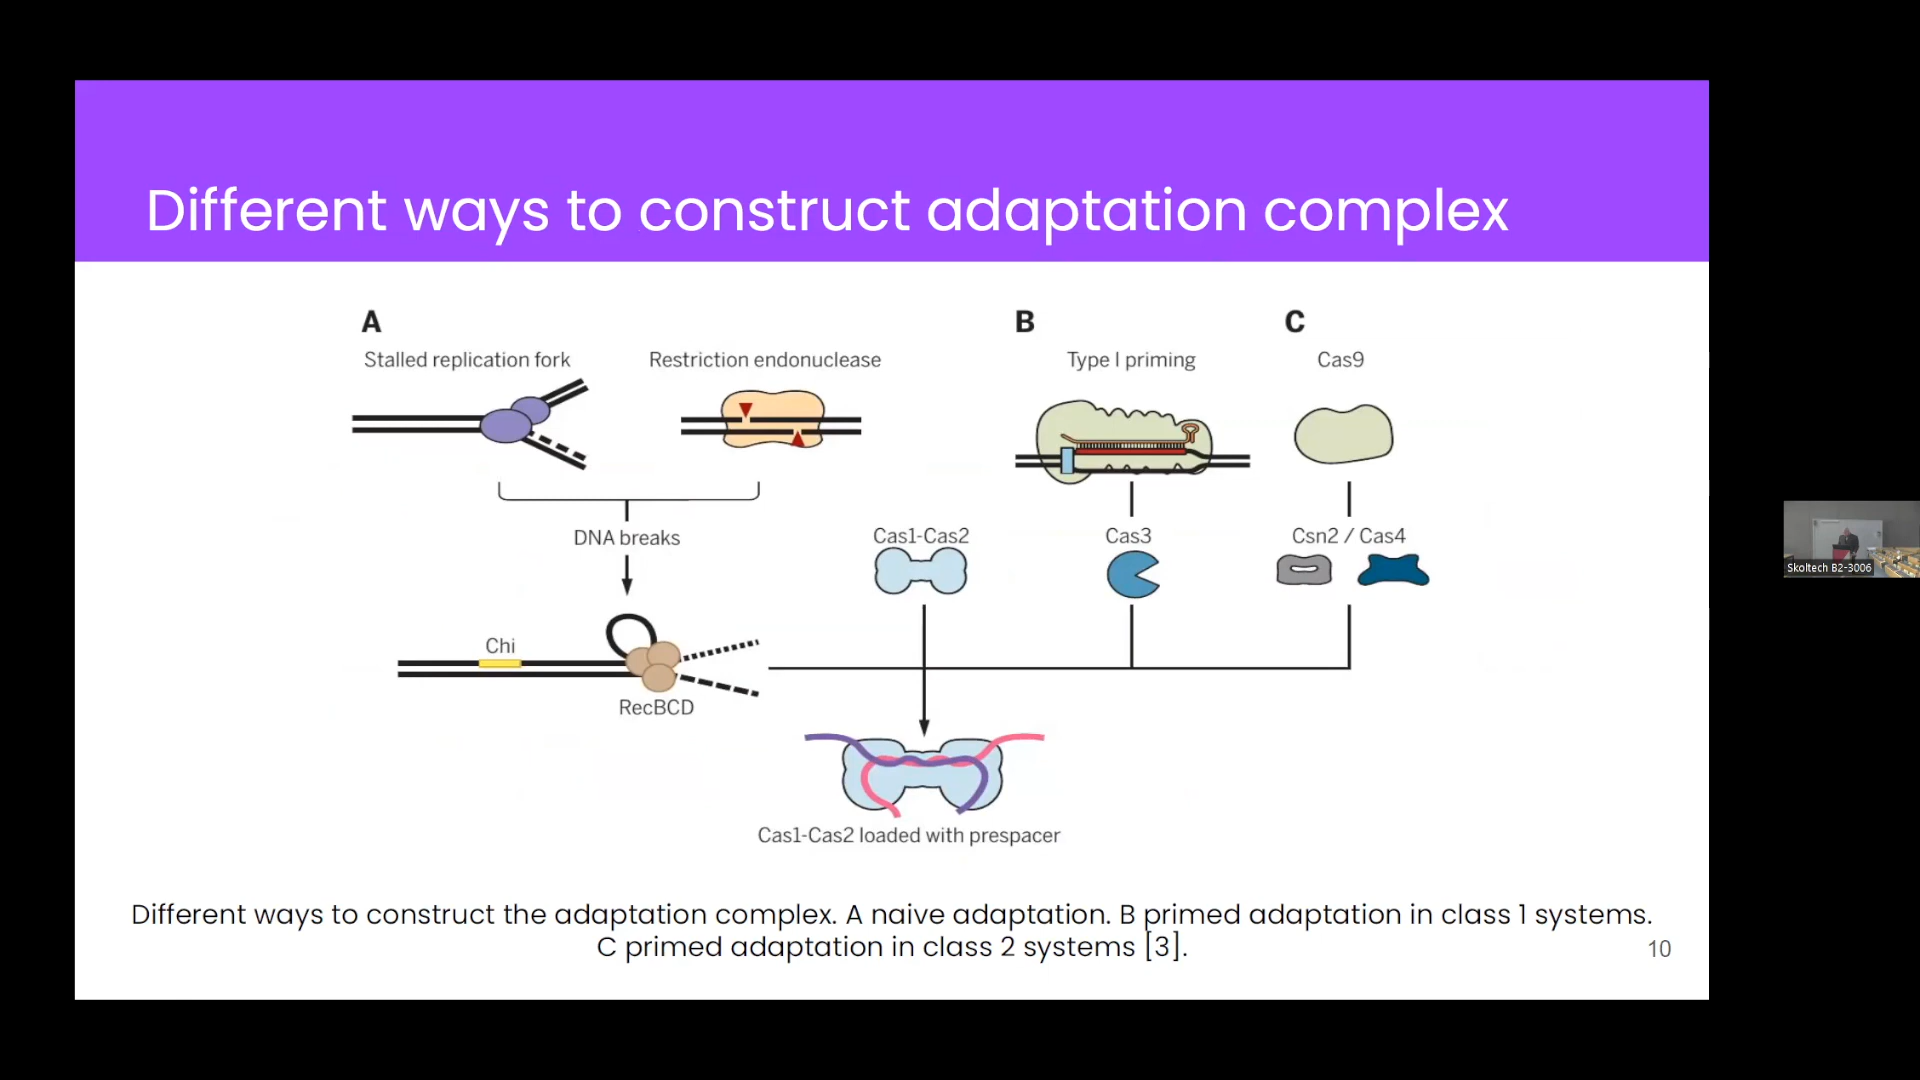 Different ways to construct adaptation complex
A
Stalled replication fork
Restriction endonuclease
B
Type I priming
C
Cas9
DNA breaks
Cas1-Cas2
Cas3
Csn2 / Cas4
Chi
RecBCD
Cas1-Cas2 loaded with prespacer
Different ways to construct the adaptation complex. A naive adaptation. B primed adaptation in class 1 systems.
C primed adaptation in class 2 systems [3].
10
Skoltech B2-3006